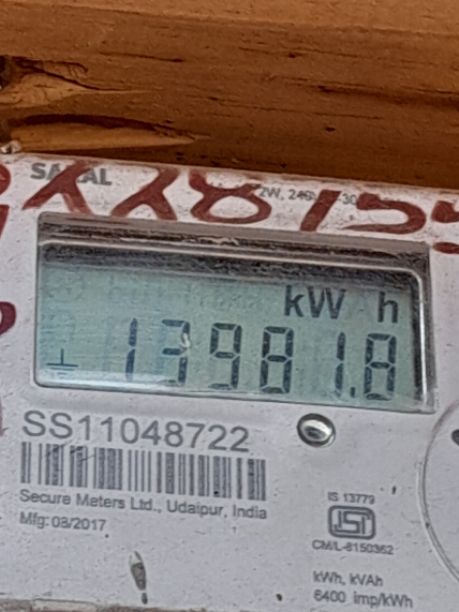 kW h
13981.8
SS11048722
Secure Meters Ltd., Udaipur, India
Mfg: 08/2017
IS 13779
ISI
CM/L-8150362
kWh, kVAh
6400 imp/kWh